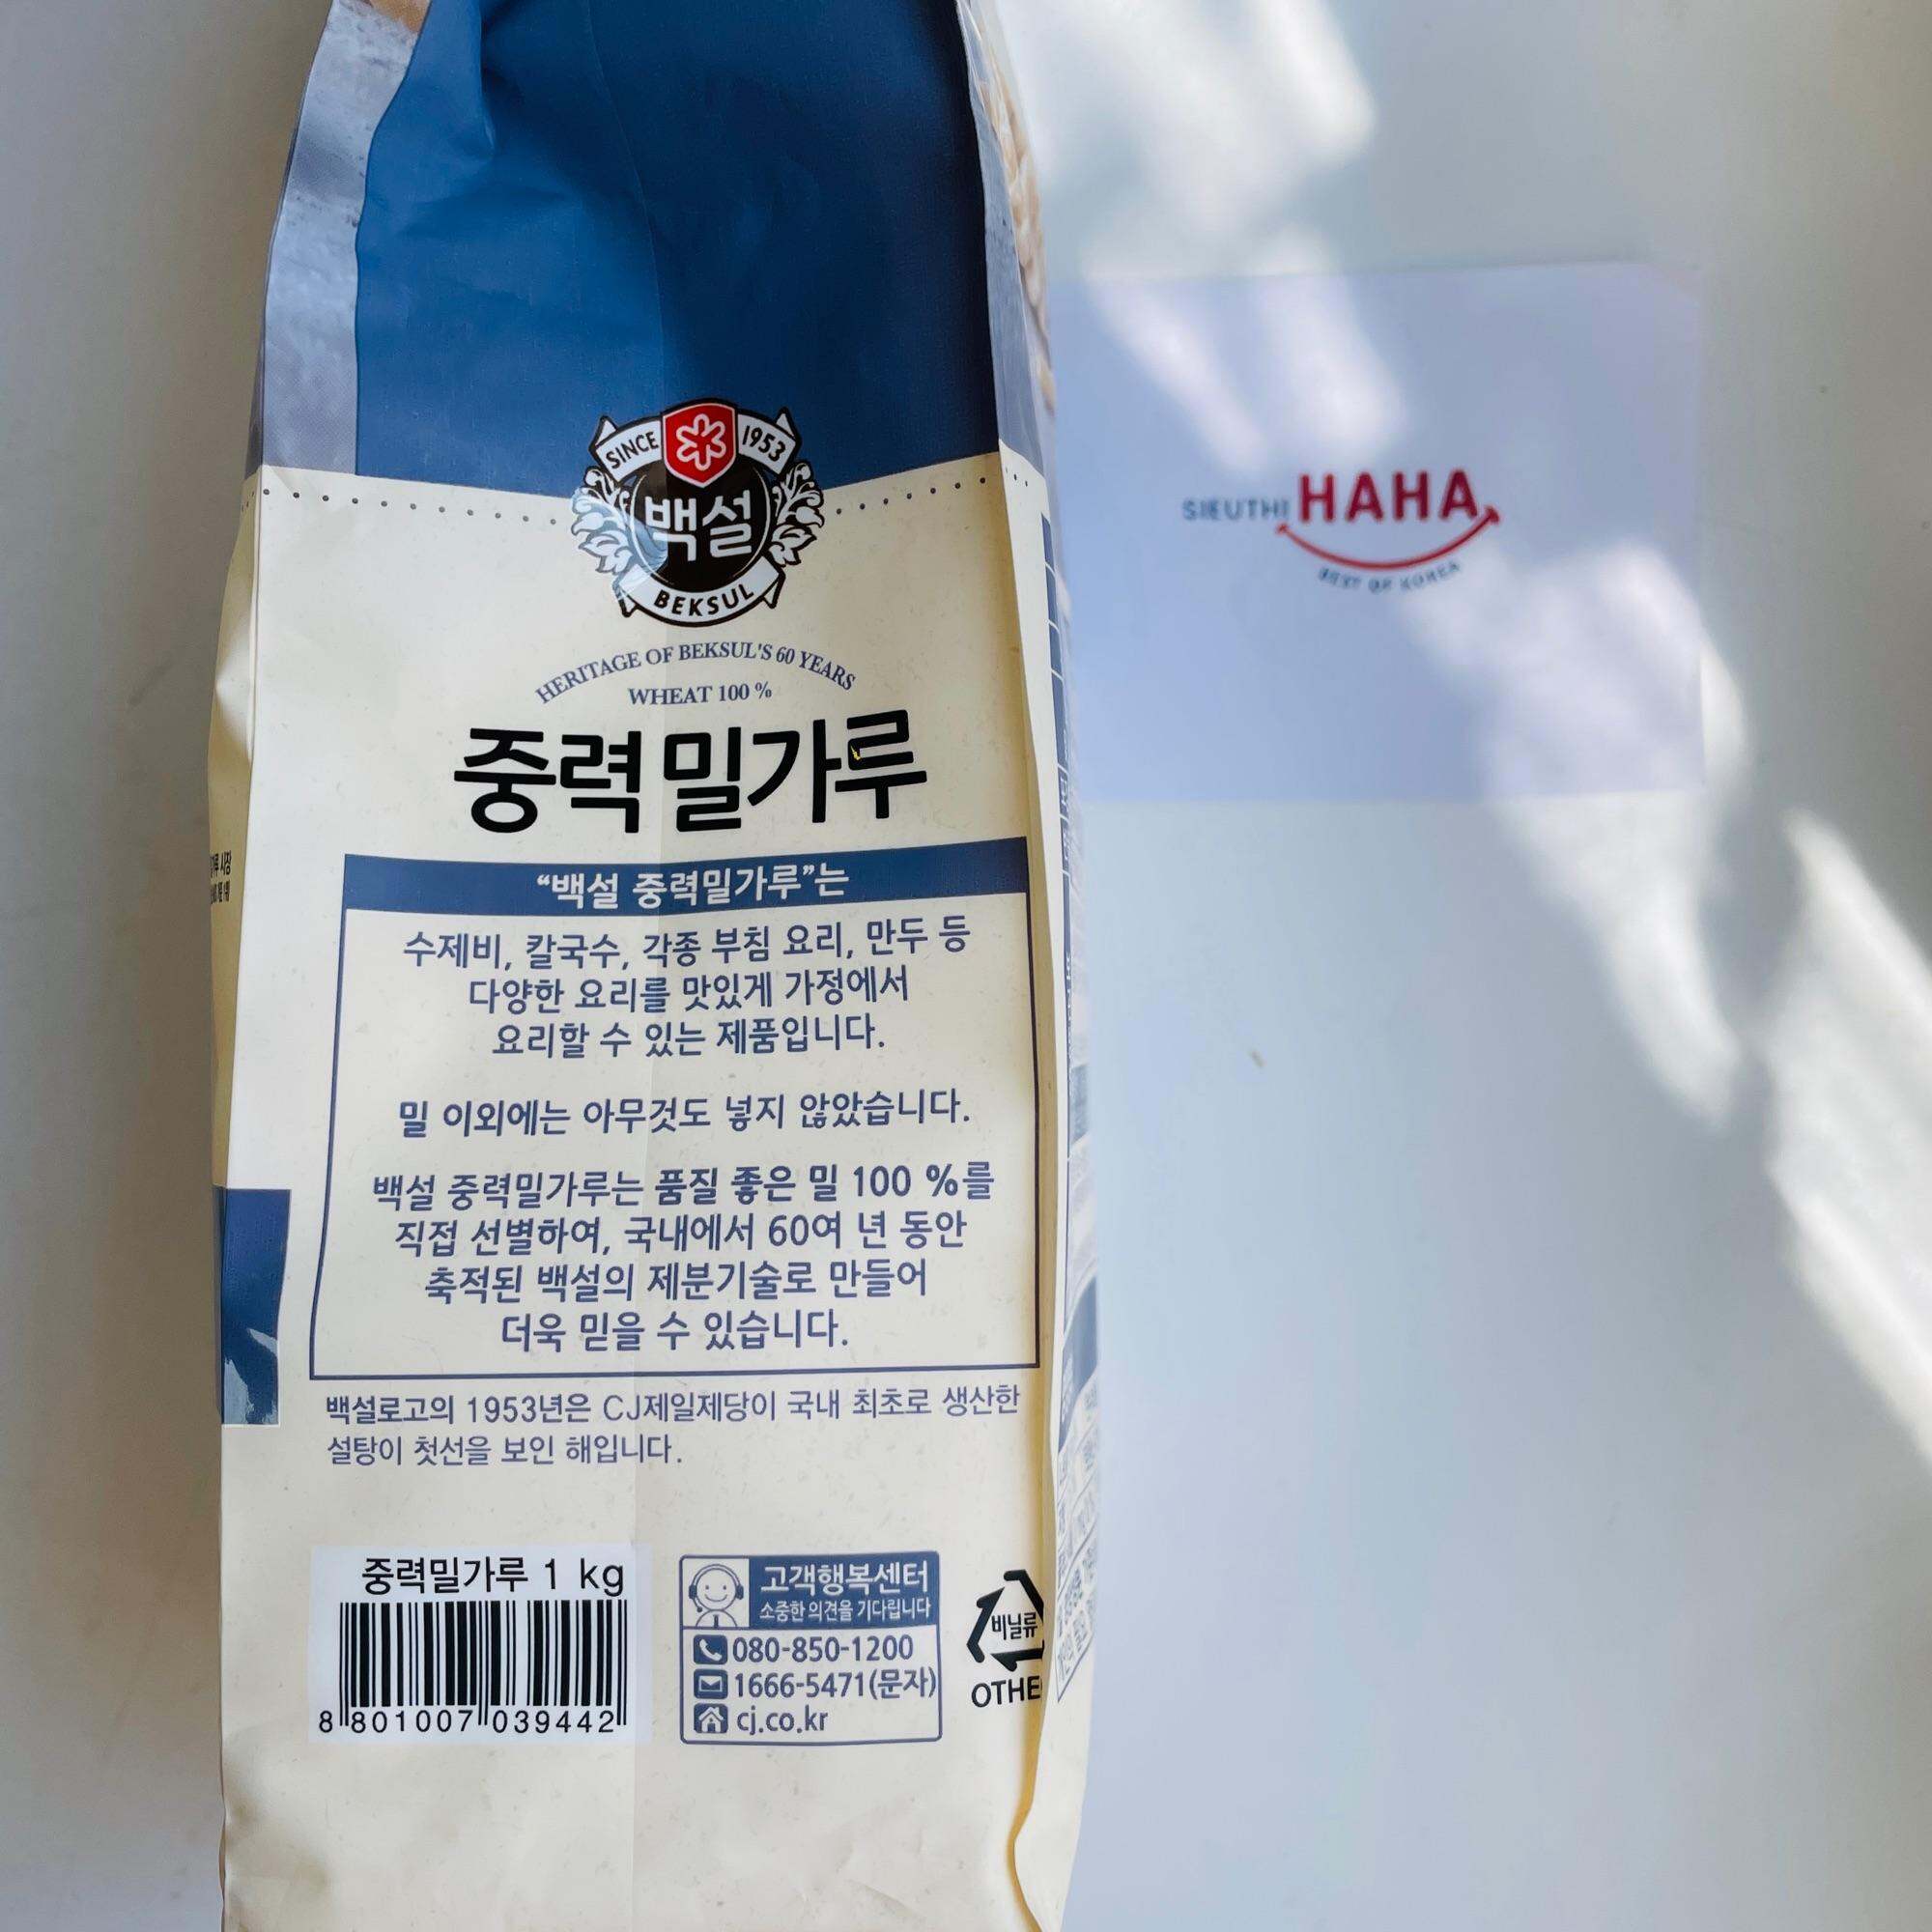 SINCE 1953
백설
BEKSUL
HERITAGE OF BEKSUL'S 60 YEARS
WHEAT 100 %
중력밀가루
“백설 중력밀가루”는
수제비, 칼국수, 각종 부침 요리, 만두 등
다양한 요리를 맛있게 가정에서
요리할 수 있는 제품입니다.
밀 이외에는 아무것도 넣지 않았습니다.
백설 중력밀가루는 품질 좋은 밀 100 %를
직접 선별하여, 국내에서 60여 년 동안
축적된 백설의 제분기술로 만들어
더욱 믿을 수 있습니다.
백설로고의 1953년은 CJ제일제당이 국내 최초로 생산한
설탕이 첫선을 보인 해입니다.
중력밀가루 1 kg
8 801007 039442
고객행복센터
소중한 의견을 기다립니다
080-850-1200
1666-5471(문자)
cj.co.kr
비닐류
OTHE
SIEUTHI HAHA
BEST OF KOREA